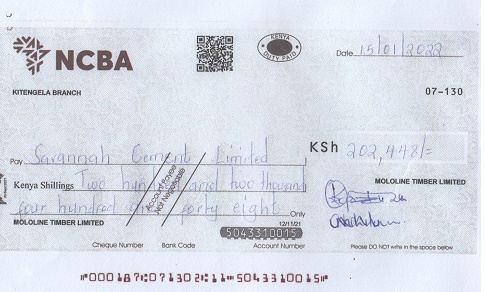 NCBA
KENYA
DUTY PAID
Date 15/01/2022
KITENGELA BRANCH
07-130
Pay Savannah Cement Limited
KSh 202,448/=
Account Payee
Not Negotiable
Kenya Shillings Two hundred and two thousand
four hundred and forty eight Only
MOLOLINE TIMBER LIMITED
MOLOLINE TIMBER LIMITED
12/11/21
5043310015
Cheque Number Bank Code Account Number
Please DO NOT write in the space below
"000187:071302:11"5043310015"